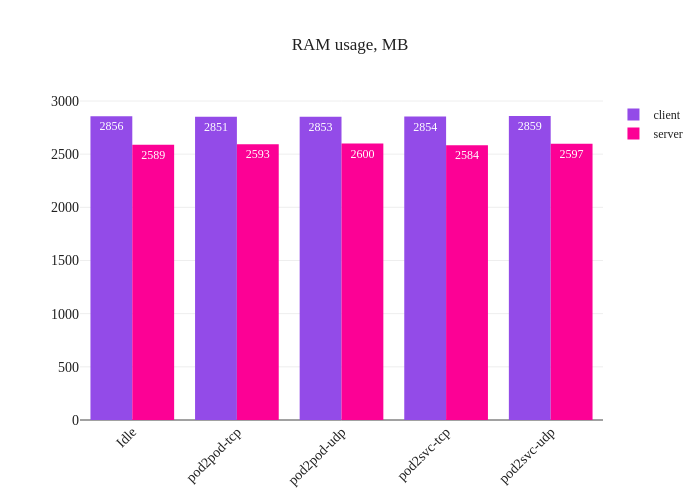 RAM usage, MB
3000
2500
2000
1500
1000
500
0
2856
2589
2851
2593
2853
2600
2854
2584
2859
2597
Idle
pod2pod-tcp
pod2pod-udp
pod2svc-tcp
pod2svc-udp
client
server